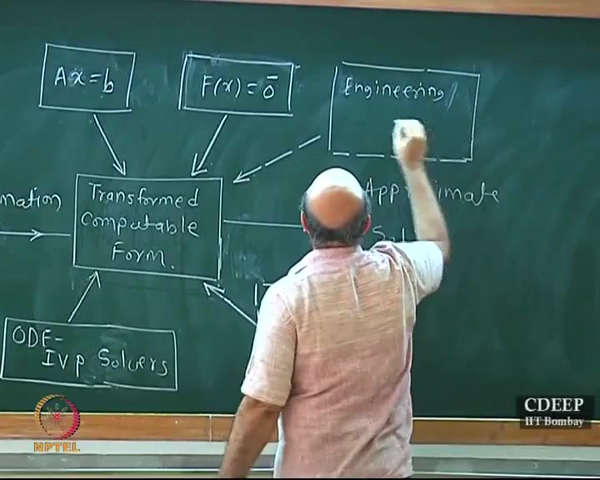 Ax = b
F(x) = 0̄
Engineering //
mation
Transformed
Computable
Form.
Approximate
ODE-
IVP Solvers
NPTEL
CDEEP
IIT Bombay